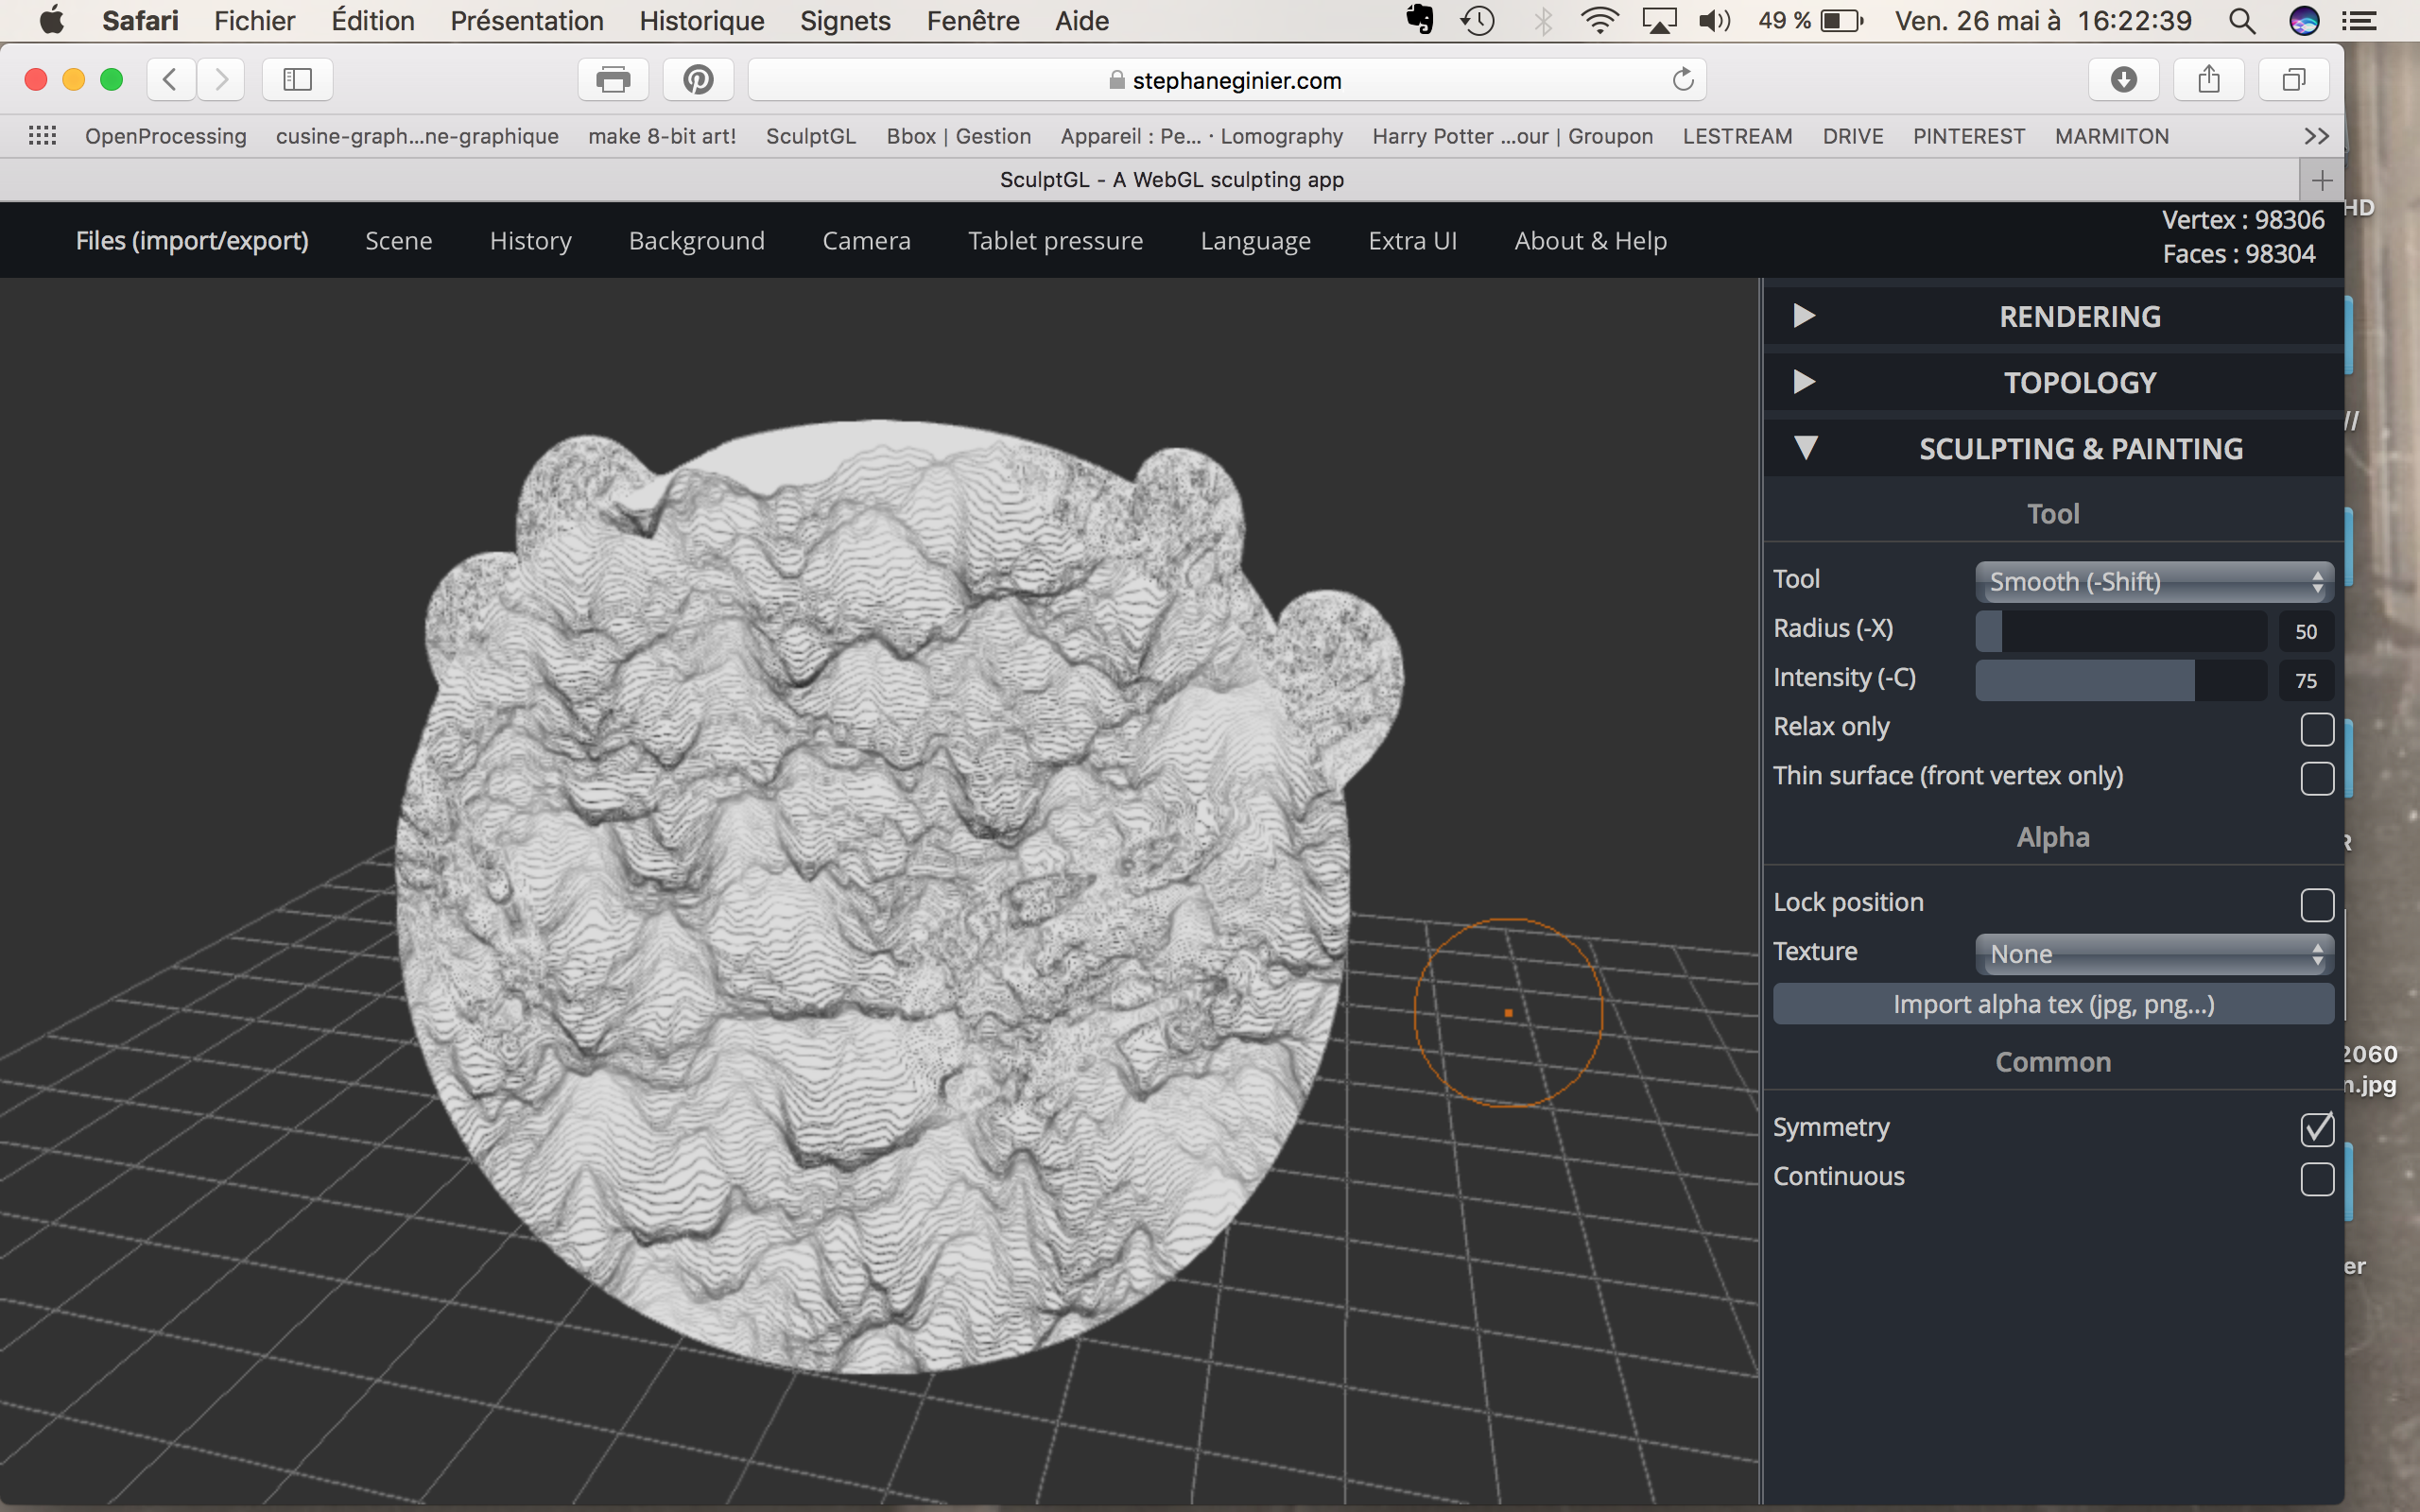 Safari Fichier Édition Présentation Historique Signets Fenêtre Aide 49 % Ven. 26 mai à 16:22:39
stephaneginier.com
OpenProcessing cusine-graph...ne-graphique make 8-bit art! SculptGL Bbox | Gestion Appareil : Pe... · Lomography Harry Potter ...our | Groupon LESTREAM DRIVE PINTEREST MARMITON
SculptGL - A WebGL sculpting app
HD
Files (import/export) Scene History Background Camera Tablet pressure Language Extra UI About & Help
Vertex : 98306
Faces : 98304
RENDERING
TOPOLOGY
//
SCULPTING & PAINTING
Tool
Tool Smooth (-Shift)
Radius (-X) 50
Intensity (-C) 75
Relax only
Thin surface (front vertex only)
Alpha
Lock position
Texture None
Import alpha tex (jpg, png...)
Common
2060
n.jpg
Symmetry
Continuous
er